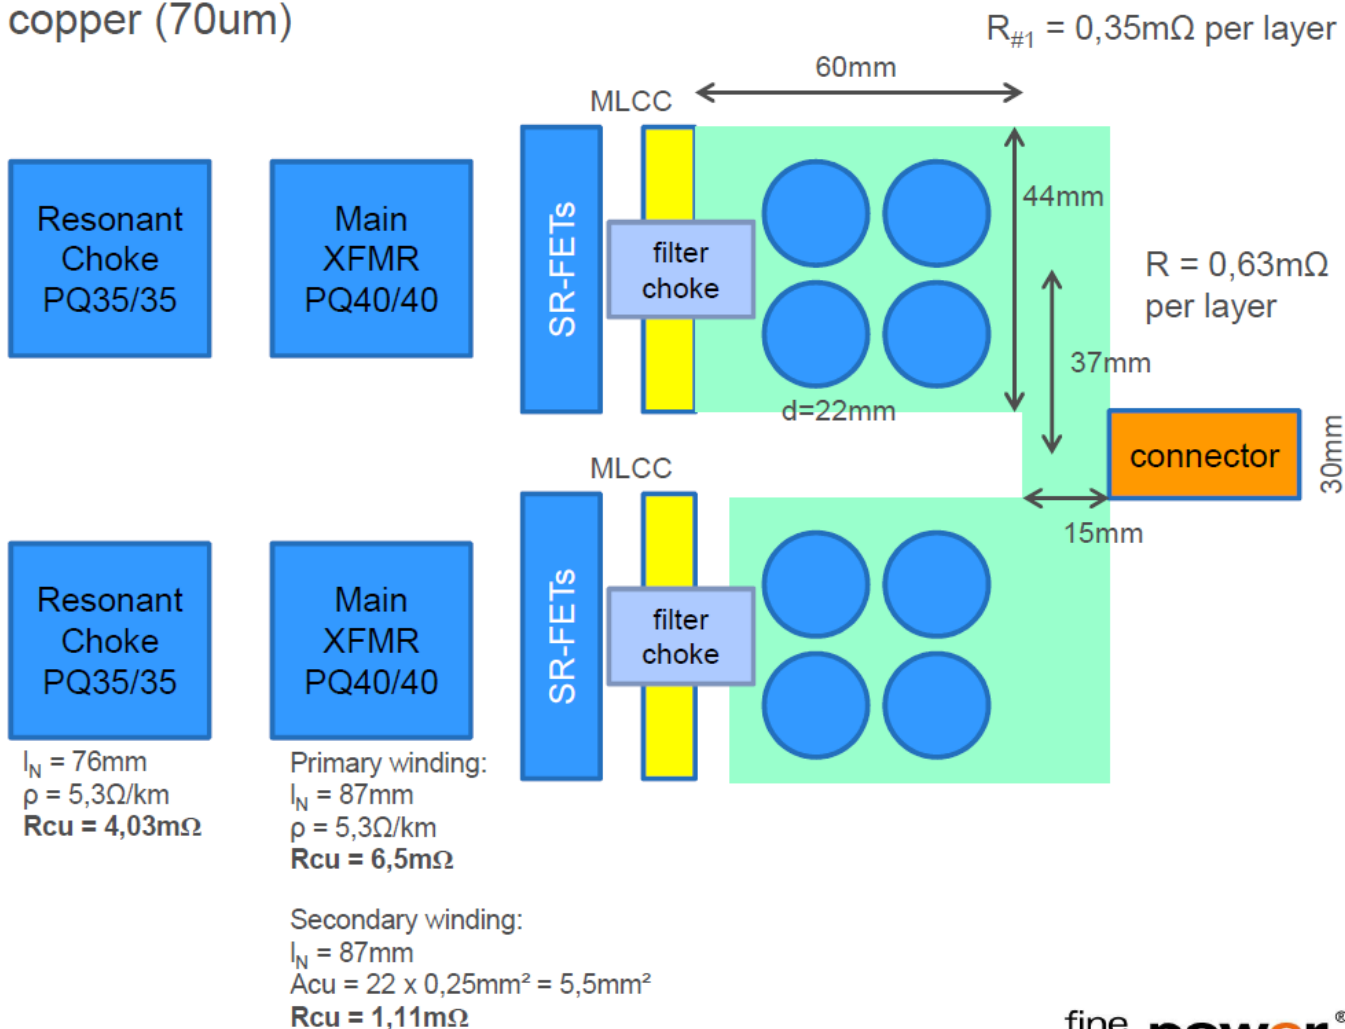 copper (70um)
R#1 = 0,35mΩ per layer
60mm
MLCC
Resonant
Choke
PQ35/35
Main
XFMR
PQ40/40
SR-FETs
filter
choke
44mm
R = 0,63mΩ
per layer
37mm
d=22mm
connector
30mm
15mm
MLCC
Resonant
Choke
PQ35/35
Main
XFMR
PQ40/40
SR-FETs
filter
choke
lN = 76mm
ρ = 5,3Ω/km
Rcu = 4,03mΩ
Primary winding:
lN = 87mm
ρ = 5,3Ω/km
Rcu = 6,5mΩ
Secondary winding:
lN = 87mm
Acu = 22 x 0,25mm² = 5,5mm²
Rcu = 1,11mΩ
fine power®